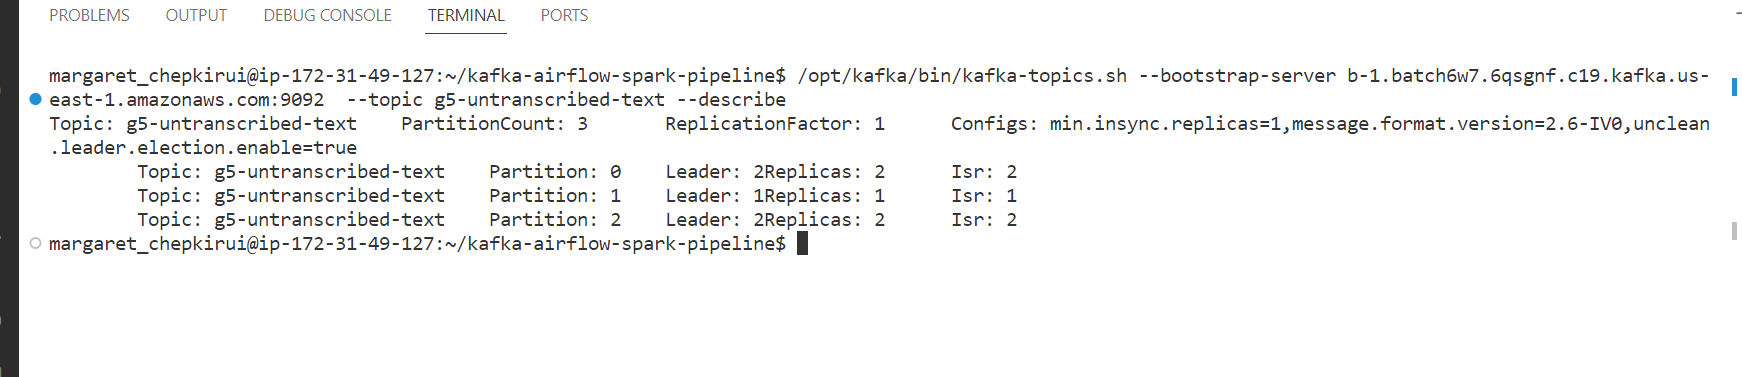 PROBLEMS OUTPUT DEBUG CONSOLE TERMINAL PORTS
margaret_chepkirui@ip-172-31-49-127:~/kafka-airflow-spark-pipeline$ /opt/kafka/bin/kafka-topics.sh --bootstrap-server b-1.batch6w7.6qsgnf.c19.kafka.us-
east-1.amazonaws.com:9092  --topic g5-untranscribed-text --describe
Topic: g5-untranscribed-text    PartitionCount: 3       ReplicationFactor: 1      Configs: min.insync.replicas=1,message.format.version=2.6-IV0,unclean
.leader.election.enable=true
        Topic: g5-untranscribed-text    Partition: 0    Leader: 2Replicas: 2      Isr: 2
        Topic: g5-untranscribed-text    Partition: 1    Leader: 1Replicas: 1      Isr: 1
        Topic: g5-untranscribed-text    Partition: 2    Leader: 2Replicas: 2      Isr: 2
margaret_chepkirui@ip-172-31-49-127:~/kafka-airflow-spark-pipeline$